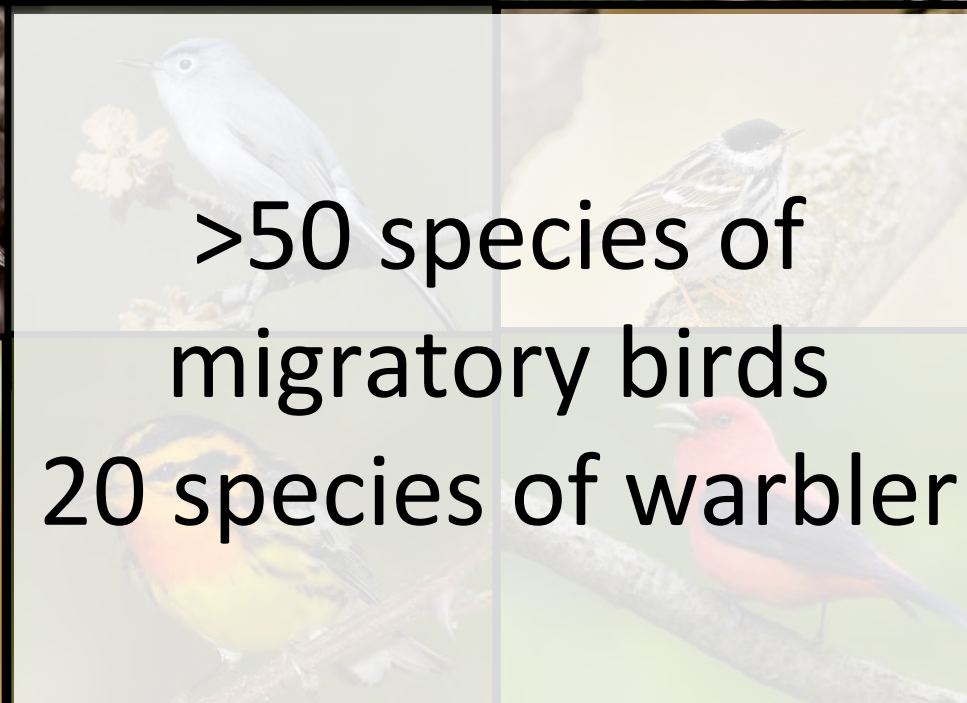 >50 species of
migratory birds
20 species of warbler